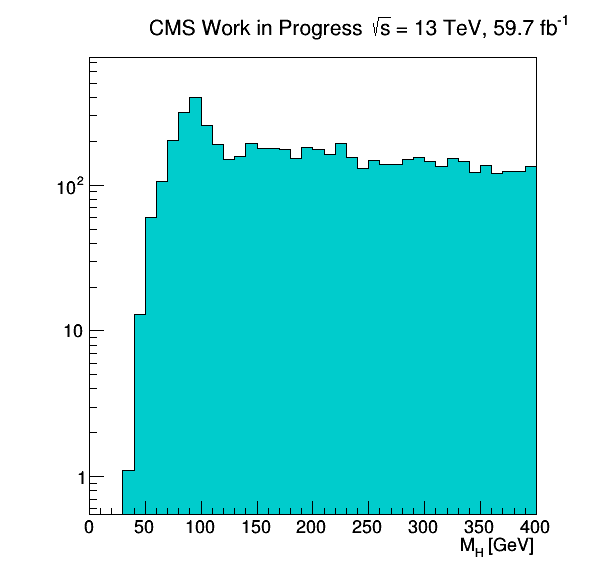 CMS Work in Progress √s = 13 TeV, 59.7 fb⁻¹
10²
10
1
0 50 100 150 200 250 300 350 400
M_H [GeV]